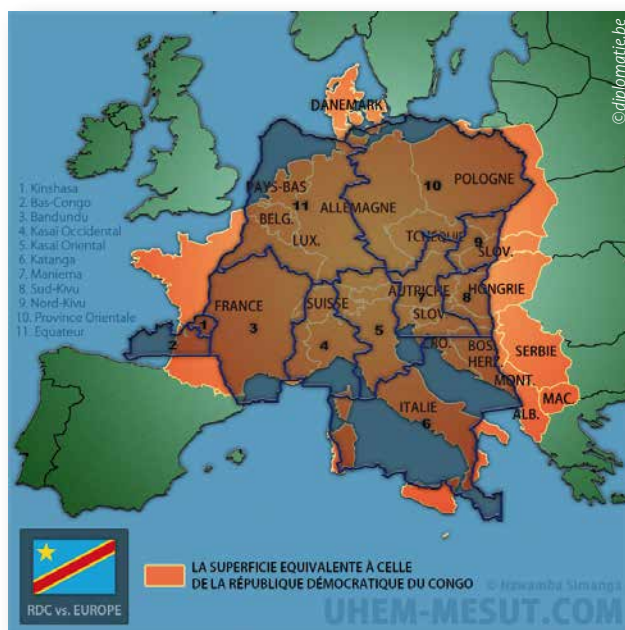 ©diplomatie.be
DANEMARK
1. Kinshasa
2. Bas-Congo
3. Bandundu
4. Kasai Occidental
5. Kasai Oriental
6. Katanga
7. Maniema
8. Sud-Kivu
9. Nord-Kivu
10. Province Orientale
11. Equateur
PAYS-BAS
11
10
POLOGNE
BELG.
ALLEMAGNE
LUX.
TCHEQUIE
9
SLOV.
AUTRICHE
7
8
HONGRIE
FRANCE
SUISSE
SLOV.
1
3
5
2
4
CRO.
BOS.
HERZ.
SERBIE
MONT.
MAC.
ALB.
ITALIE
6
RDC vs. EUROPE
LA SUPERFICIE EQUIVALENTE À CELLE
DE LA RÉPUBLIQUE DÉMOCRATIQUE DU CONGO
© Nzwamba Simanga
UHEM-MESUT.COM